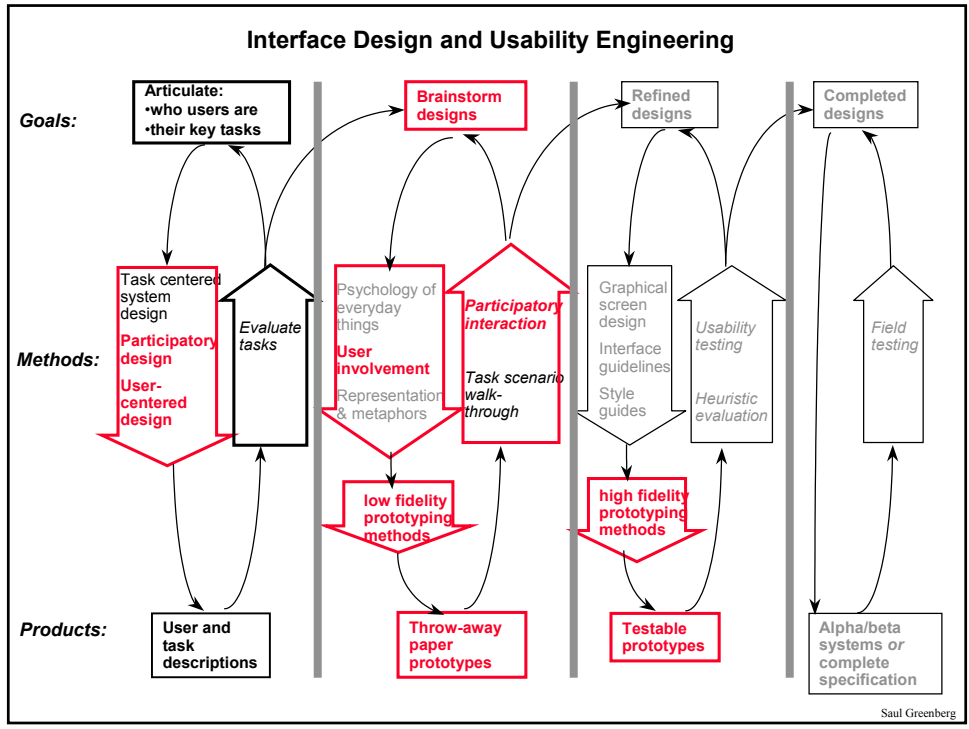 Interface Design and Usability Engineering
Goals:
Articulate:
•who users are
•their key tasks
Brainstorm
designs
Refined
designs
Completed
designs
Methods:
Task centered
system
design
Participatory
design
User-
centered
design
Evaluate
tasks
Psychology of
everyday
things
User
involvement
Representation
& metaphors
Participatory
interaction
Task scenario
walk-
through
Graphical
screen
design
Interface
guidelines
Style
guides
Usability
testing
Heuristic
evaluation
Field
testing
low fidelity
prototyping
methods
high fidelity
prototyping
methods
Products:
User and
task
descriptions
Throw-away
paper
prototypes
Testable
prototypes
Alpha/beta
systems or
complete
specification
Saul Greenberg